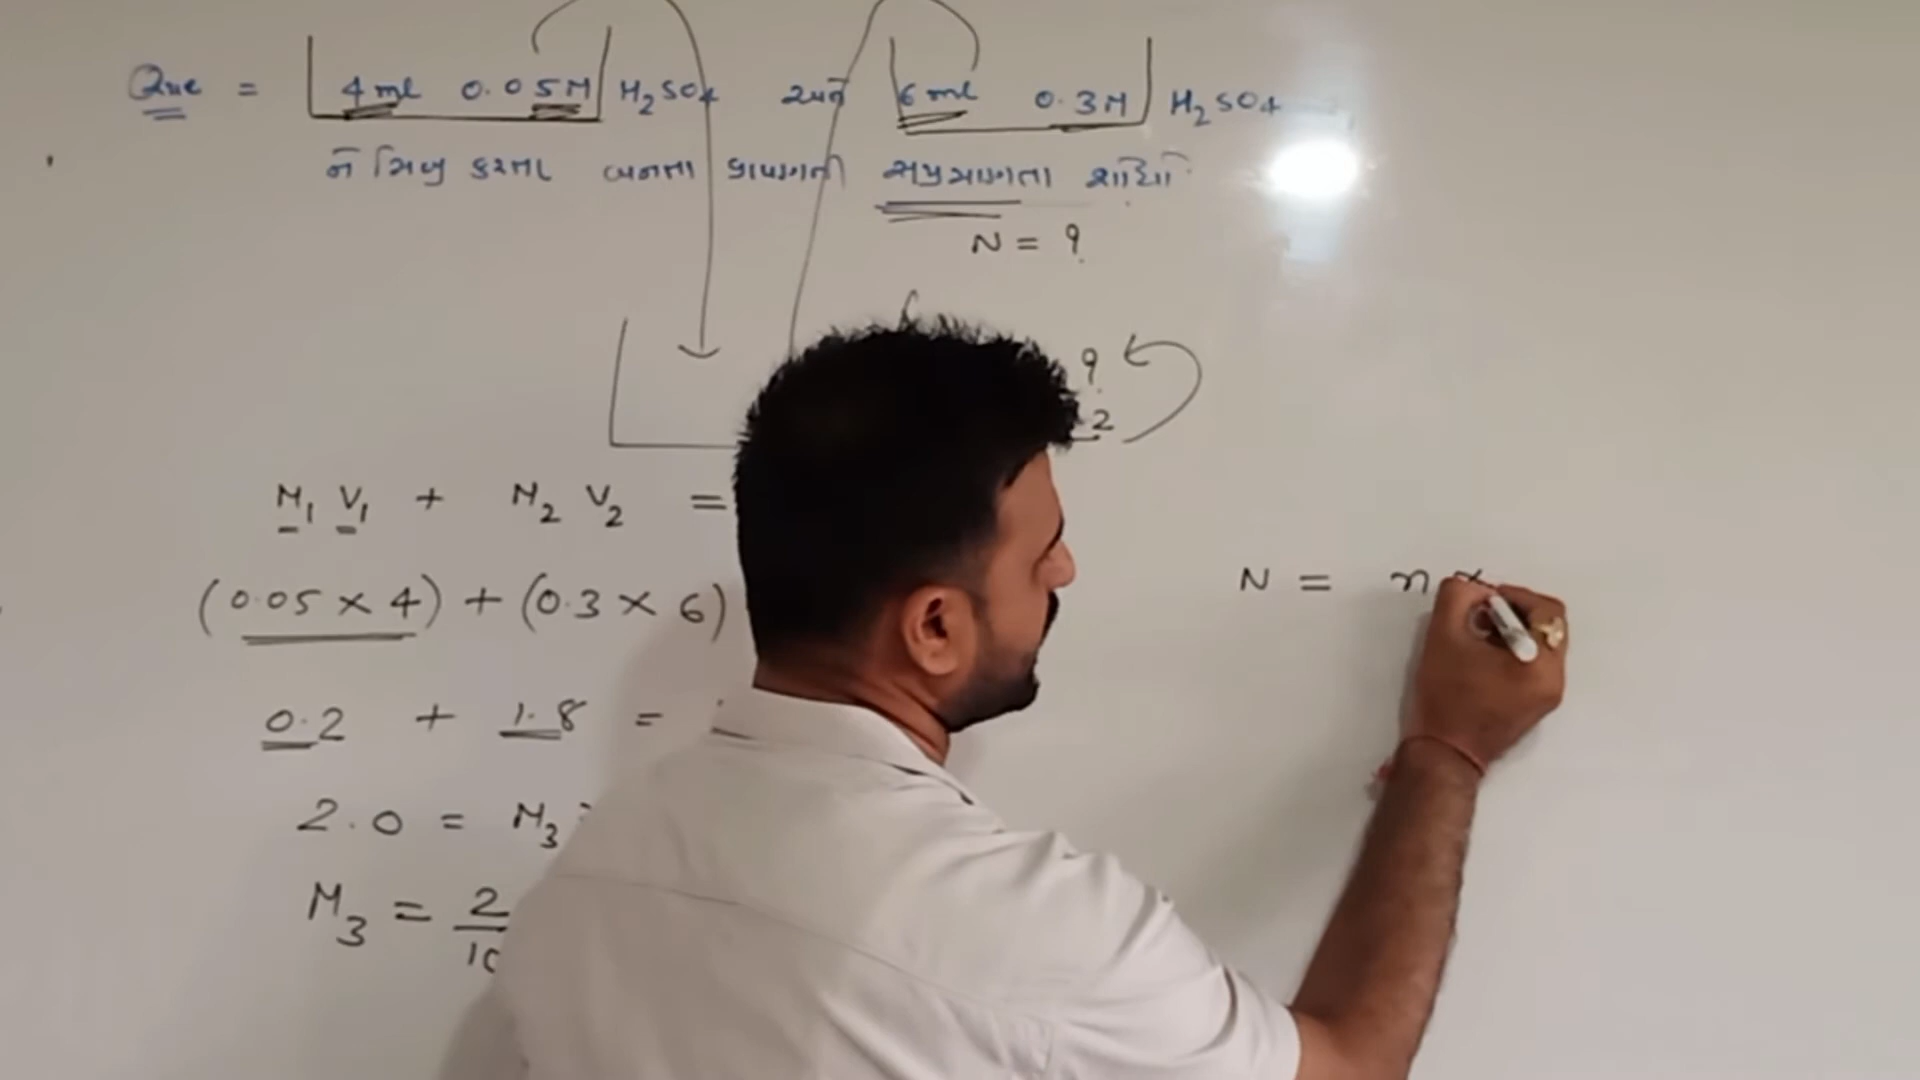 Que = 4 ml 0.05M H₂SO₄ અને 6 ml 0.3M H₂SO₄
ને મિશ્ર કરતા બનતા દ્રાવણની સપ્રમાણતા શોધો.
N = ?
?
2
M₁ V₁ + M₂ V₂ =
(0.05 × 4) + (0.3 × 6)
N = n ×
0.2 + 1.8 =
2.0 = M₃
M₃ = 2/10